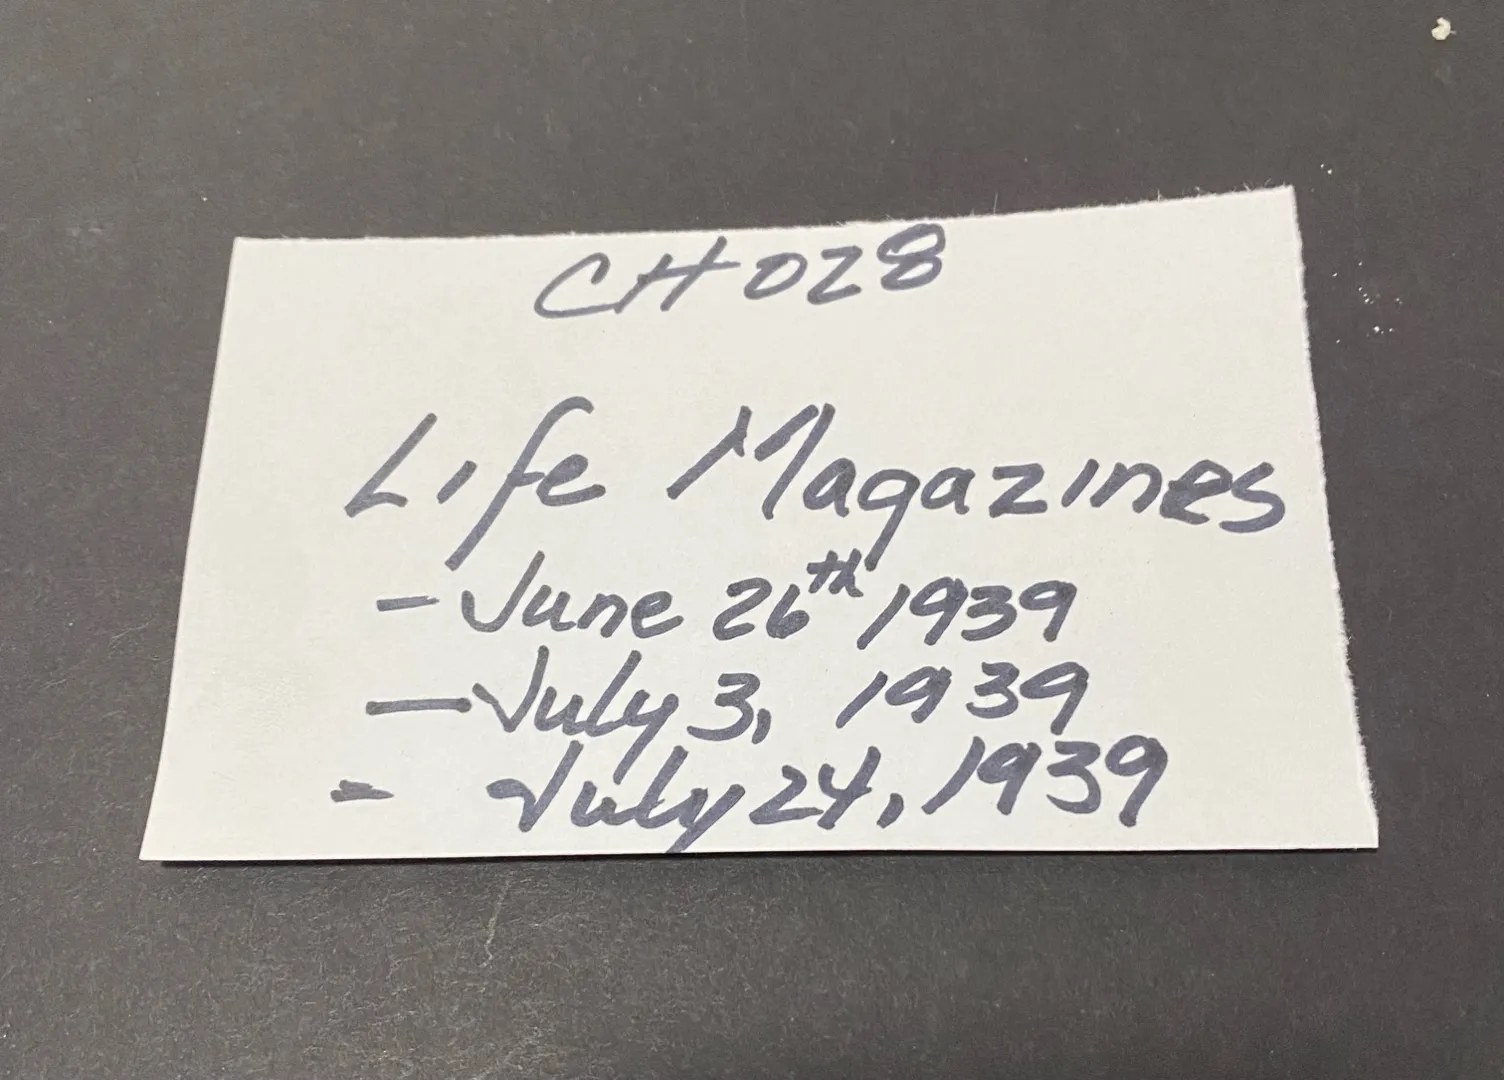 CH028
Life Magazines
- June 26th 1939
— July 3, 1939
- July 24, 1939